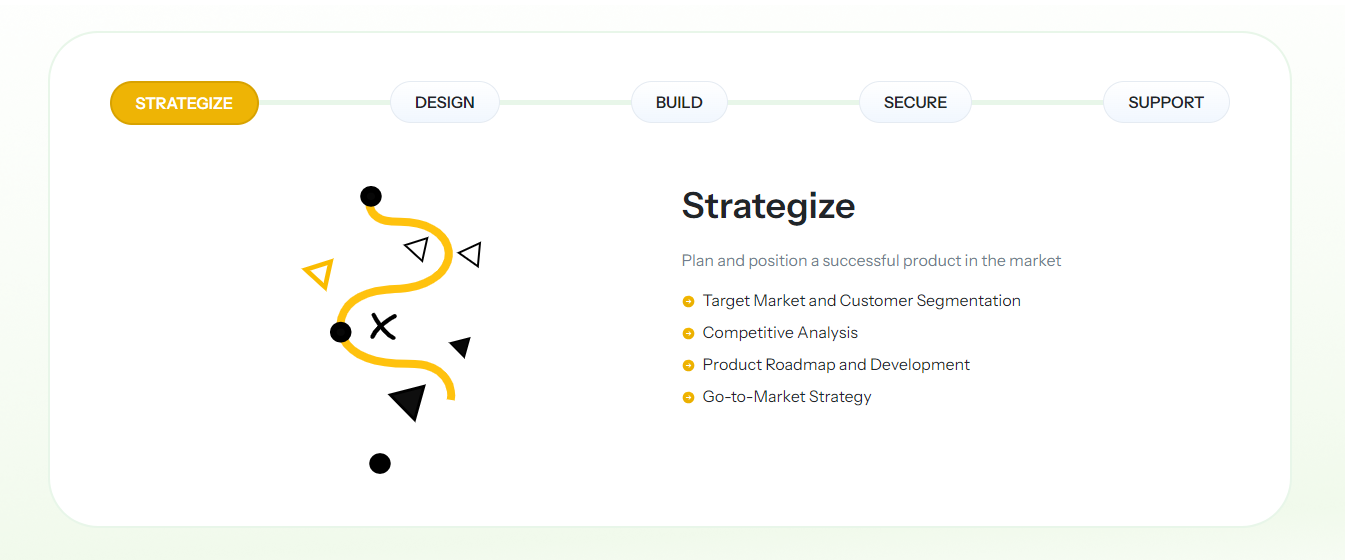 STRATEGIZE
DESIGN
BUILD
SECURE
SUPPORT
Strategize
Plan and position a successful product in the market
Target Market and Customer Segmentation
Competitive Analysis
Product Roadmap and Development
Go-to-Market Strategy